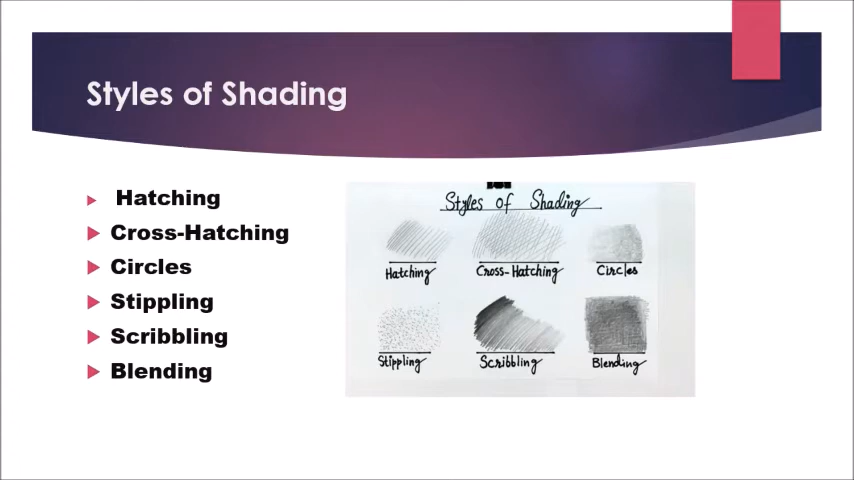 Styles of Shading
Hatching
Cross-Hatching
Circles
Stippling
Scribbling
Blending
Styles of Shading
Hatching Cross-Hatching Circles
Stippling Scribbling Blending